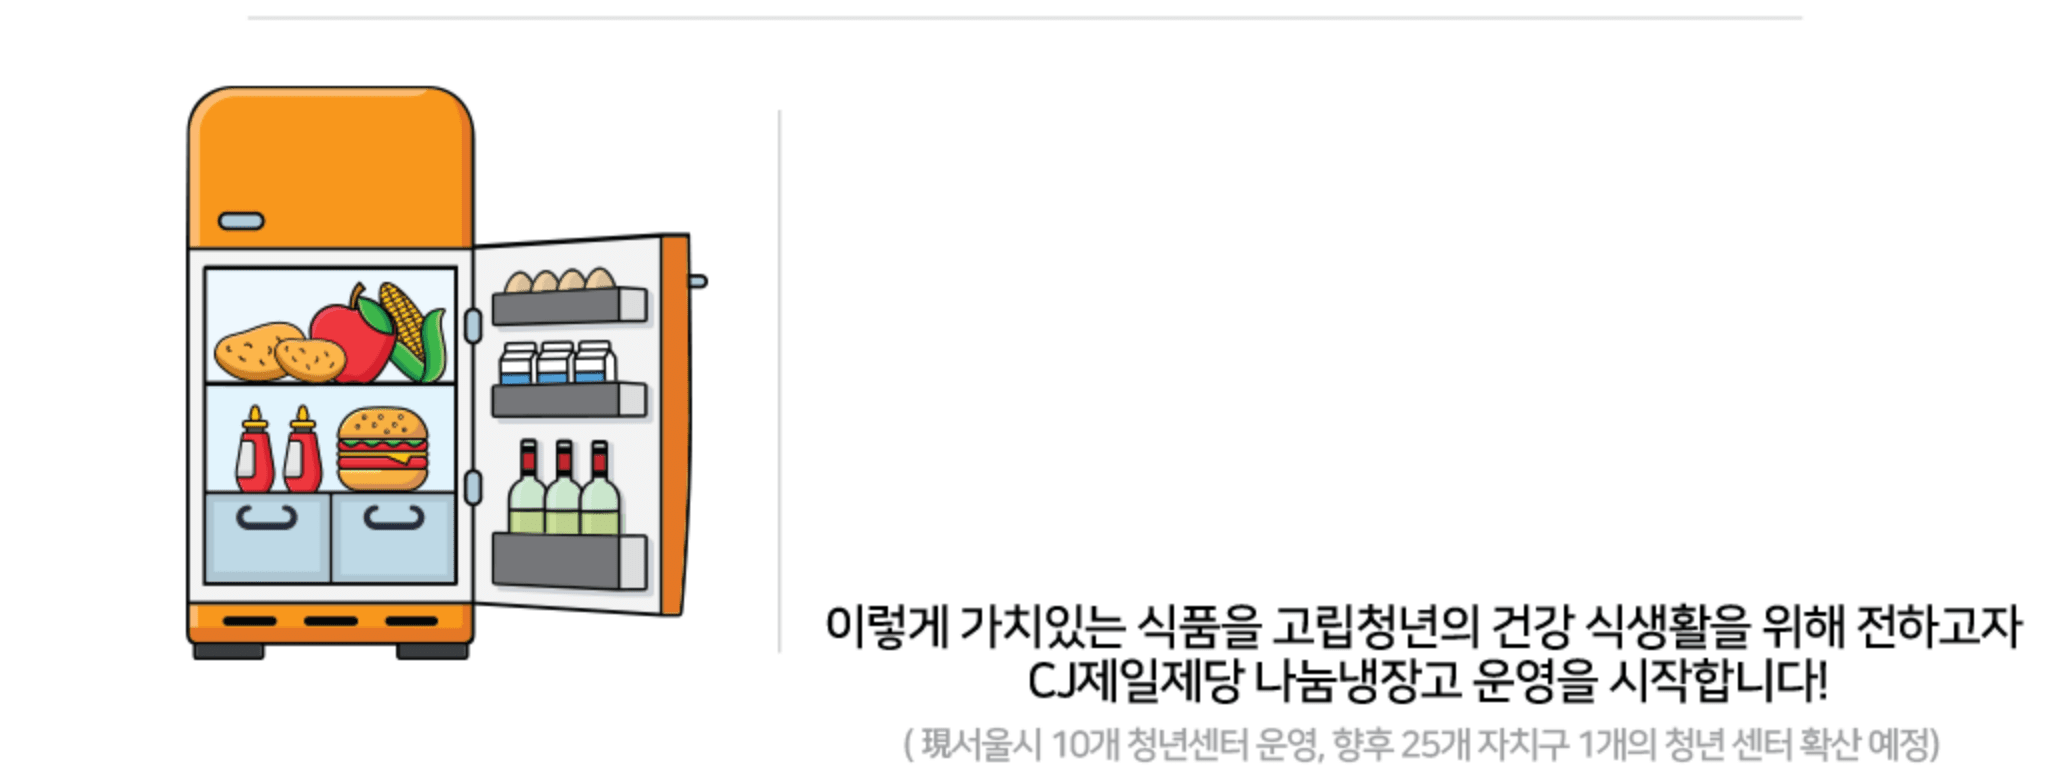 이렇게 가치있는 식품을 고립청년의 건강 식생활을 위해 전하고자
CJ제일제당 나눔냉장고 운영을 시작합니다!
( 現서울시 10개 청년센터 운영, 향후 25개 자치구 1개의 청년 센터 확산 예정)